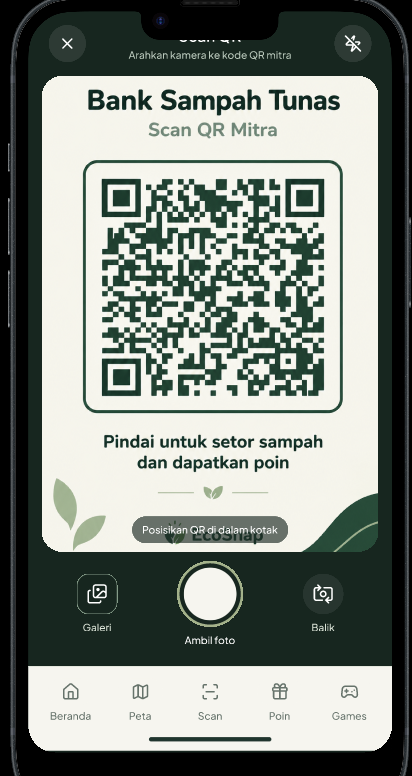 Scan QR
Arahkan kamera ke kode QR mitra
Bank Sampah Tunas
Scan QR Mitra
Pindai untuk setor sampah
dan dapatkan poin
Posisikan QR di dalam kotak
EcoSnap
Galeri
Ambil foto
Balik
Beranda
Peta
Scan
Poin
Games